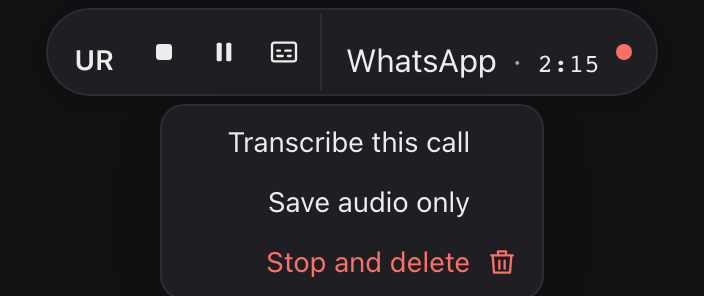 UR WhatsApp · 2:15
Transcribe this call
Save audio only
Stop and delete